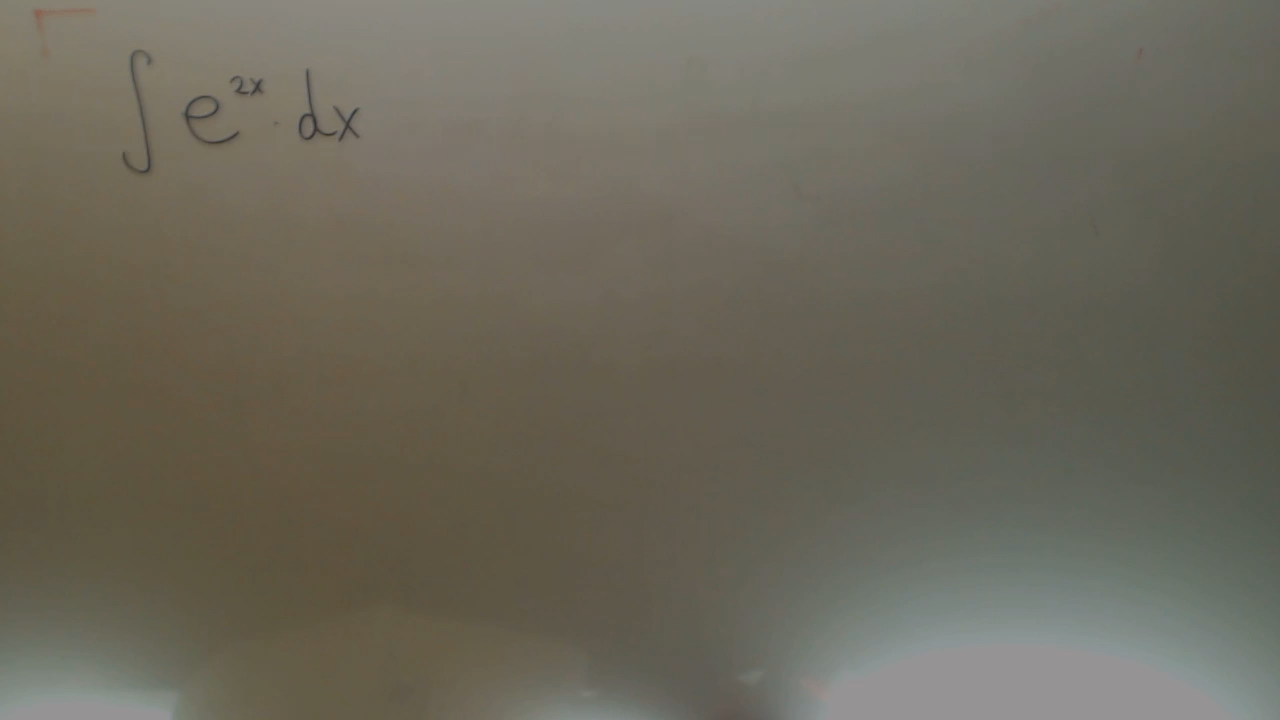 ∫ e^{2x} · dx